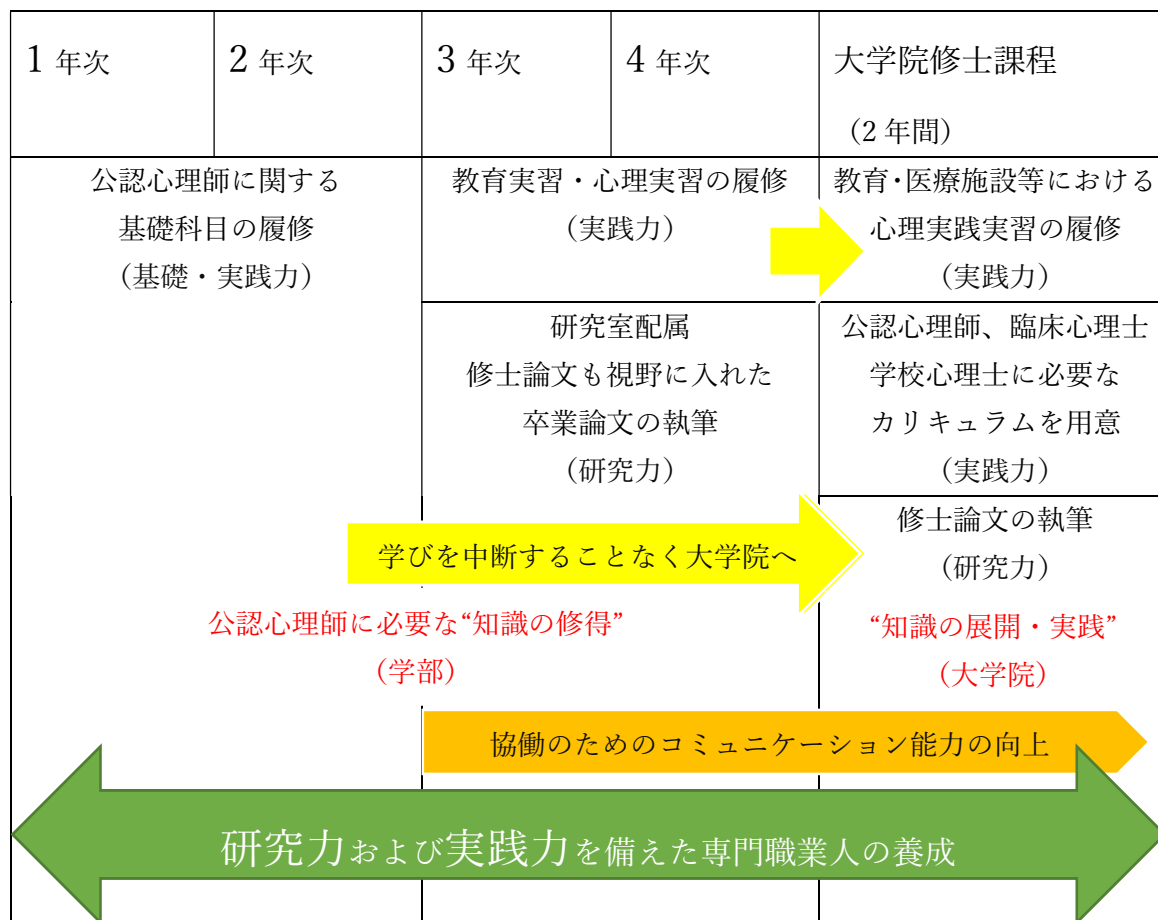 1 年次
2 年次
3 年次
4 年次
大学院修士課程
（2 年間）
公認心理師に関する
基礎科目の履修
（基礎・実践力）
教育実習・心理実習の履修
（実践力）
教育・医療施設等における
心理実践実習の履修
（実践力）
研究室配属
修士論文も視野に入れた
卒業論文の執筆
（研究力）
公認心理師、臨床心理士
学校心理士に必要な
カリキュラムを用意
（実践力）
修士論文の執筆
（研究力）
学びを中断することなく大学院へ
公認心理師に必要な“知識の修得”
（学部）
“知識の展開・実践”
（大学院）
協働のためのコミュニケーション能力の向上
研究力および実践力を備えた専門職業人の養成